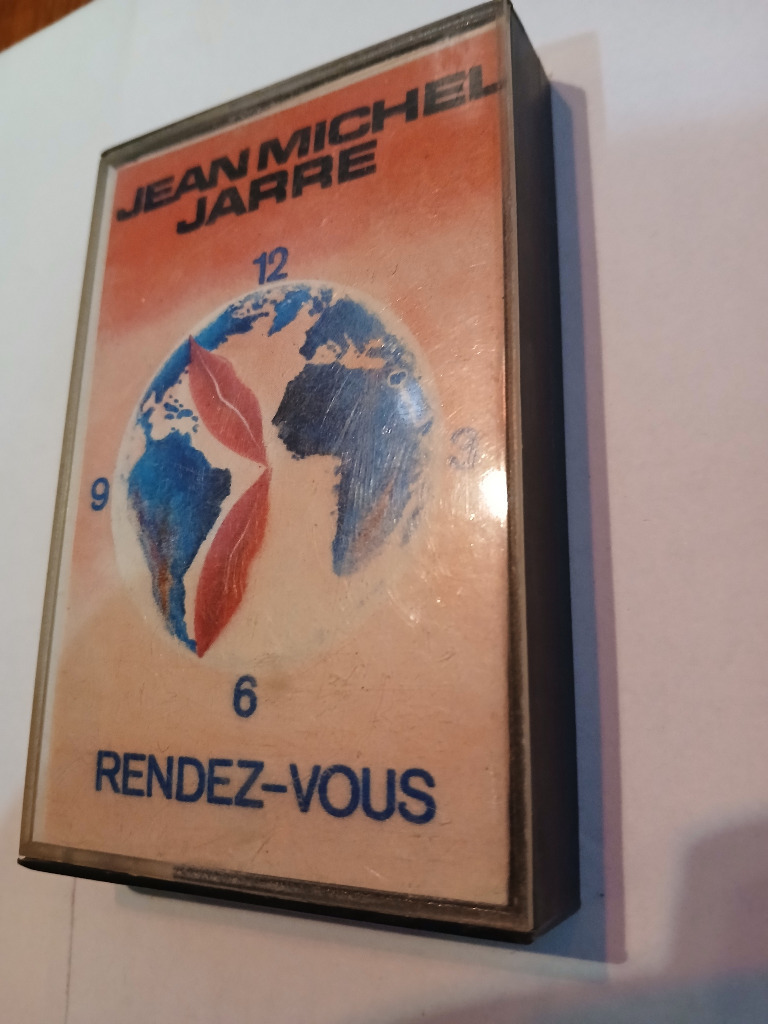 JEAN MICHEL
JARRE
12
9 3
6
RENDEZ-VOUS